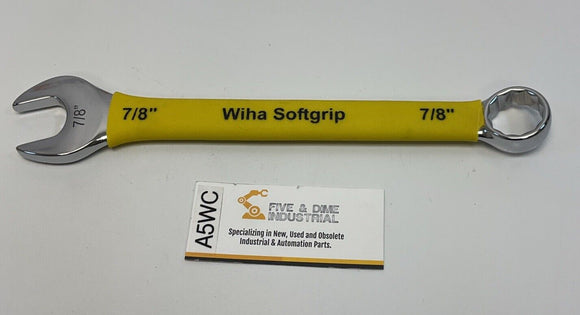 7/8"
7/8" Wiha Softgrip 7/8"
A5WC
FIVE & DIME
INDUSTRIAL
Specializing in New, Used and Obsolete
Industrial & Automation Parts.